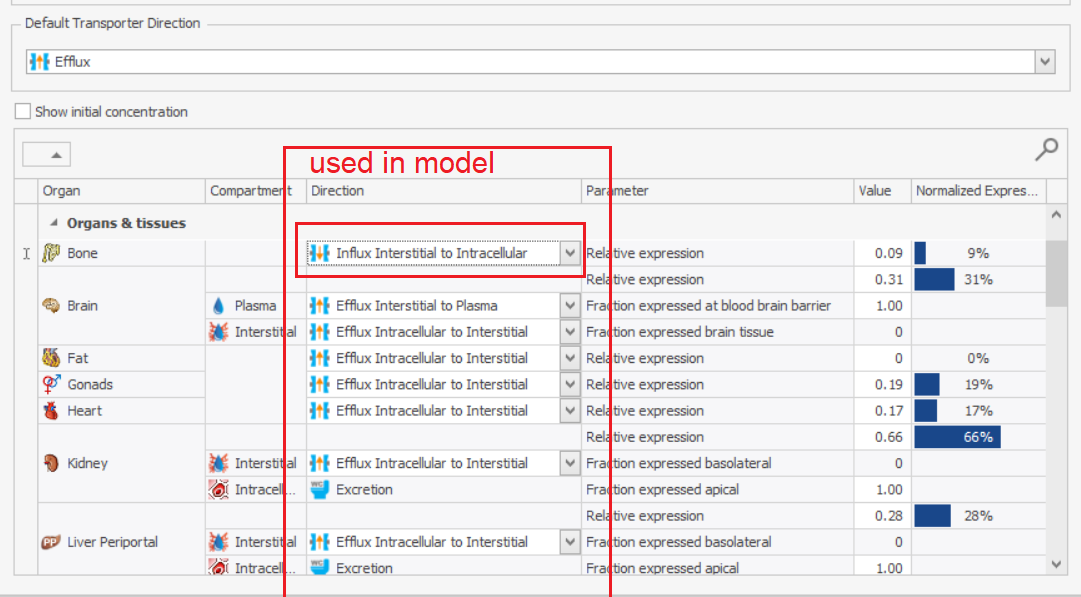 Default Transporter Direction
Efflux
Show initial concentration
used in model
Organ Compartment Direction Parameter Value Normalized Expres...
Organs & tissues
Bone Influx Interstitial to Intracellular Relative expression 0.09 9%
Relative expression 0.31 31%
Brain Plasma Efflux Interstitial to Plasma Fraction expressed at blood brain barrier 1.00
Interstitial Efflux Intracellular to Interstitial Fraction expressed brain tissue 0
Fat Efflux Intracellular to Interstitial Relative expression 0 0%
Gonads Efflux Intracellular to Interstitial Relative expression 0.19 19%
Heart Efflux Intracellular to Interstitial Relative expression 0.17 17%
Relative expression 0.66 66%
Kidney Interstitial Efflux Intracellular to Interstitial Fraction expressed basolateral 0
Intracell... WC Excretion Fraction expressed apical 1.00
Relative expression 0.28 28%
PP Liver Periportal Interstitial Efflux Intracellular to Interstitial Fraction expressed basolateral 0
Intracell... WC Excretion Fraction expressed apical 1.00